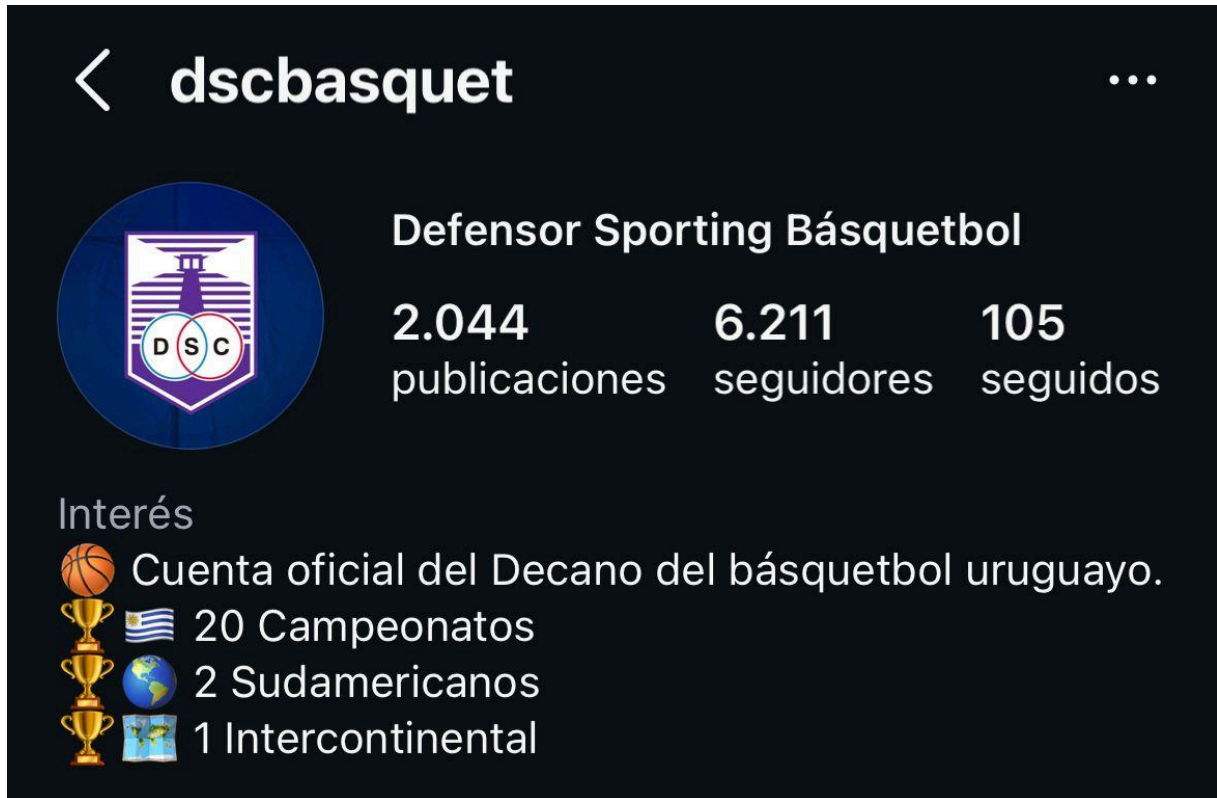 dscbasquet
Defensor Sporting Básquetbol
2.044 6.211 105
publicaciones seguidores seguidos
DSC
Interés
🏀 Cuenta oficial del Decano del básquetbol uruguayo.
🏆🇺🇾 20 Campeonatos
🏆🌎 2 Sudamericanos
🏆🗺️ 1 Intercontinental